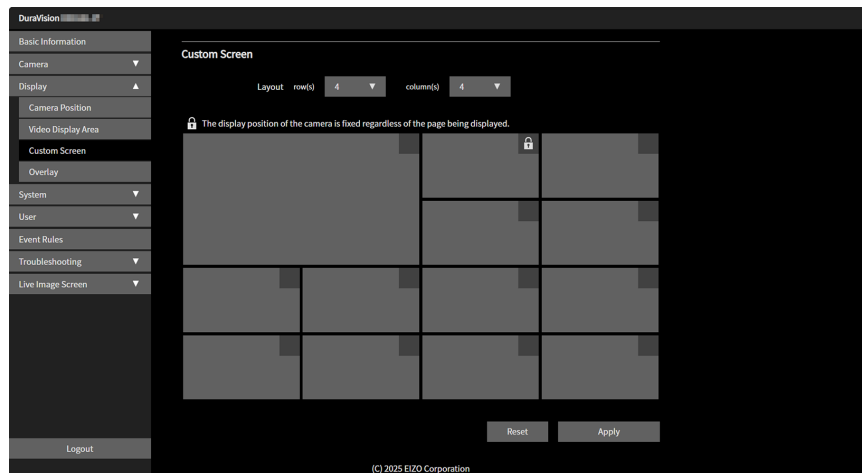 DuraVision
Basic Information
Camera
Display
Camera Position
Video Display Area
Custom Screen
Overlay
System
User
Event Rules
Troubleshooting
Live Image Screen
Logout
Custom Screen
Layout row(s) 4 column(s) 4
The display position of the camera is fixed regardless of the page being displayed.
Reset Apply
(C) 2025 EIZO Corporation